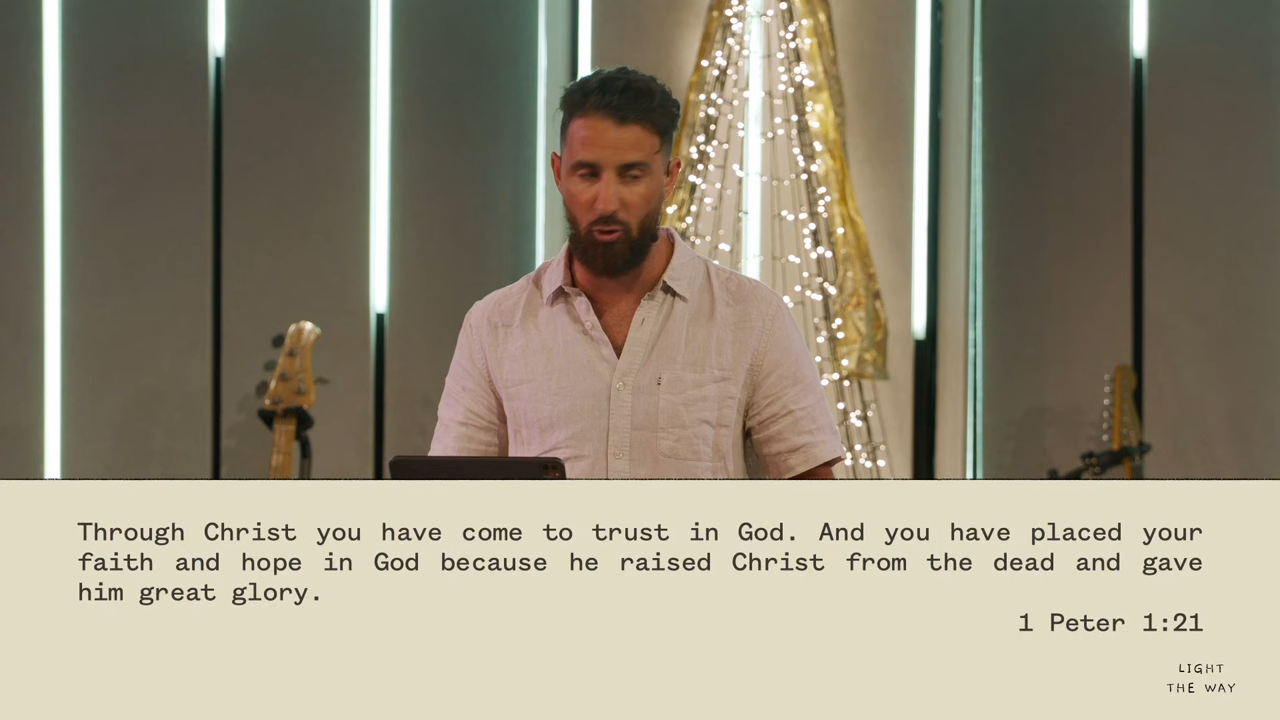 Through Christ you have come to trust in God. And you have placed your
faith and hope in God because he raised Christ from the dead and gave
him great glory.
1 Peter 1:21
LIGHT
THE WAY